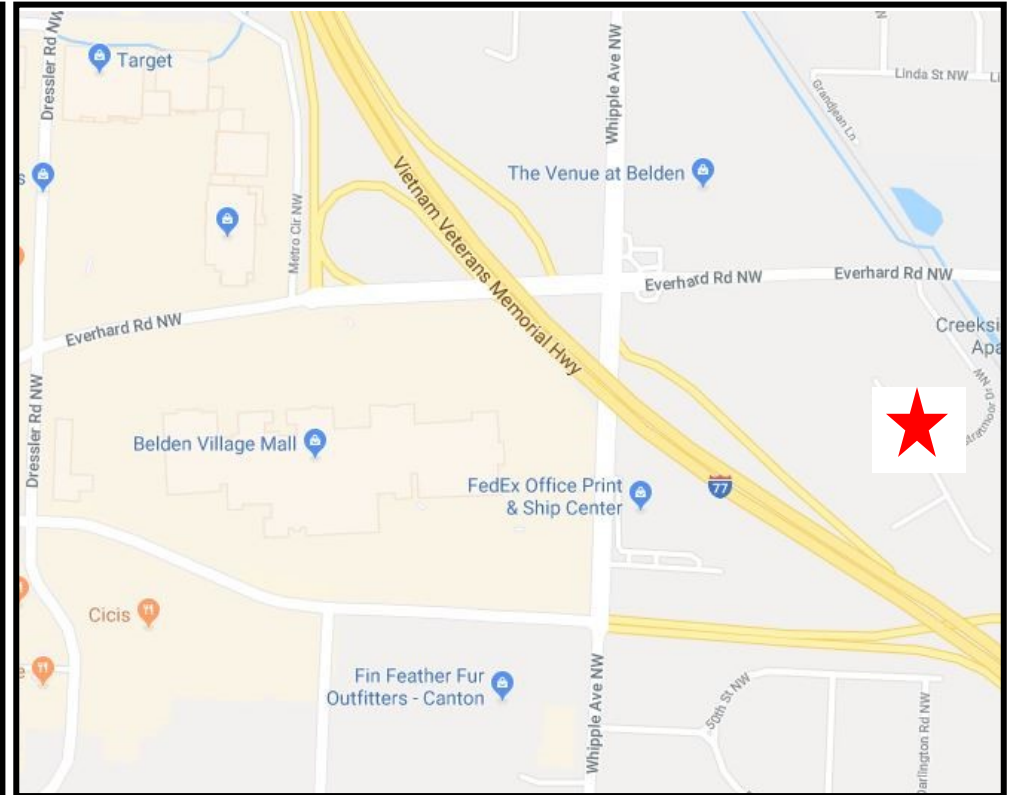 Dressler Rd NW
Target
Whipple Ave NW
Linda St NW
Grandjean Ln
Vietnam Veterans Memorial Hwy
The Venue at Belden
Metro Cir NW
Everhard Rd NW
Everhard Rd NW
Everhard Rd NW
Creeksi
Apa
Dressler Rd NW
Belden Village Mall
FedEx Office Print
& Ship Center
77
Cicis
Fin Feather Fur
Outfitters - Canton
Whipple Ave NW
50th St NW
Darlington Rd NW